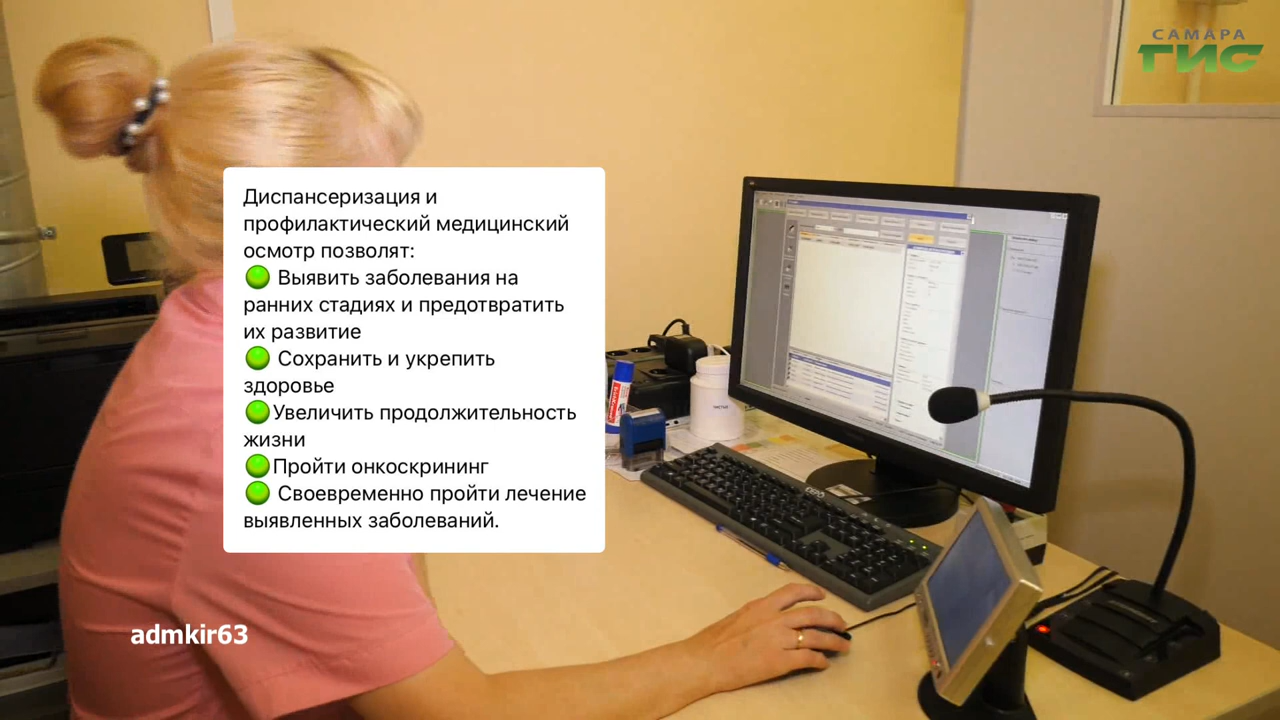 САМАРА
ГИС
Диспансеризация и
профилактический медицинский
осмотр позволят:
Выявить заболевания на
ранних стадиях и предотвратить
их развитие
Сохранить и укрепить
здоровье
Увеличить продолжительность
жизни
Пройти онкоскрининг
Своевременно пройти лечение
выявленных заболеваний.
admkir63